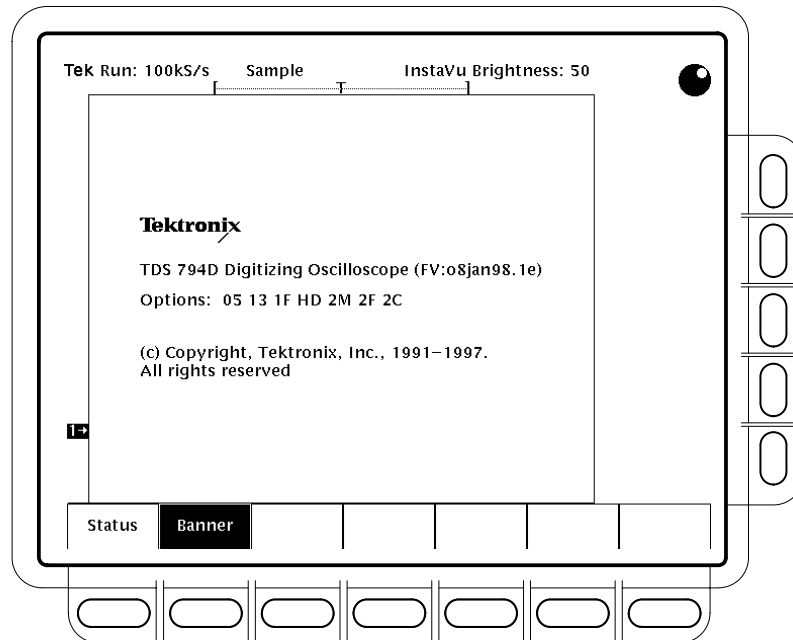 Tek Run: 100kS/s Sample InstaVu Brightness: 50
T
Tektronix
TDS 794D Digitizing Oscilloscope (FV:o8jan98.1e)
Options: 05 13 1F HD 2M 2F 2C
(c) Copyright, Tektronix, Inc., 1991–1997.
All rights reserved
1→
Status Banner